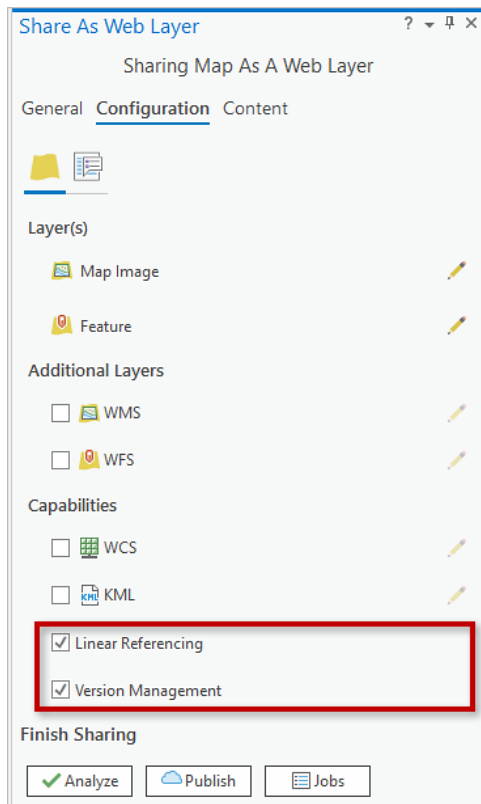 Share As Web Layer ?
Sharing Map As A Web Layer
General Configuration Content
Layer(s)
Map Image
Feature
Additional Layers
WMS
WFS
Capabilities
WCS
KML KML
Linear Referencing
Version Management
Finish Sharing
Analyze Publish Jobs